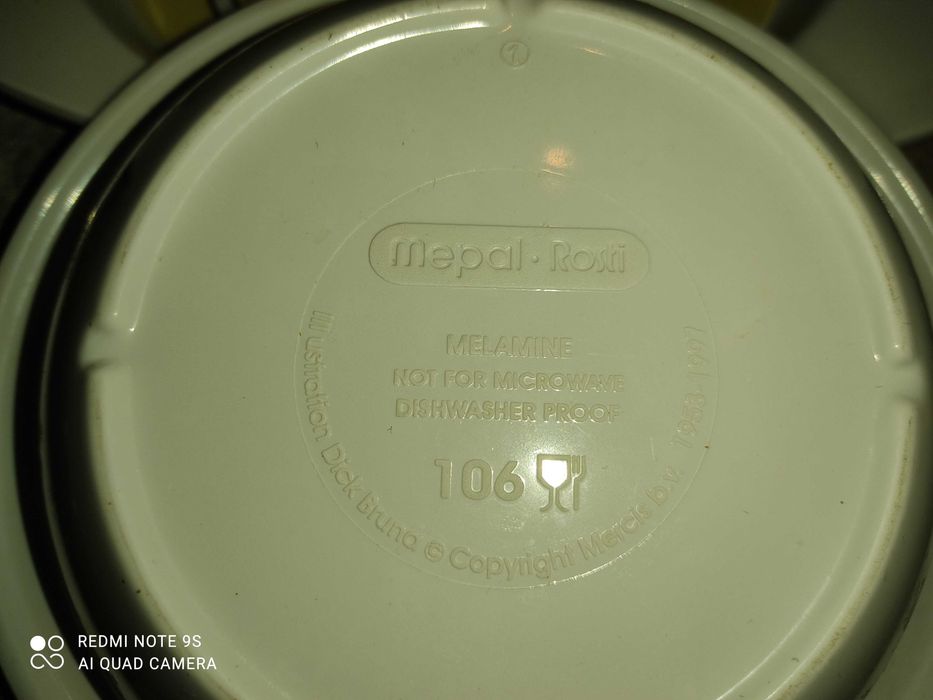 1
mepal · Rosti
MELAMINE
NOT FOR MICROWAVE
DISHWASHER PROOF
106
Illustration Dick Bruna © Copyright Mercis b.v. 1953-1997
REDMI NOTE 9S
AI QUAD CAMERA